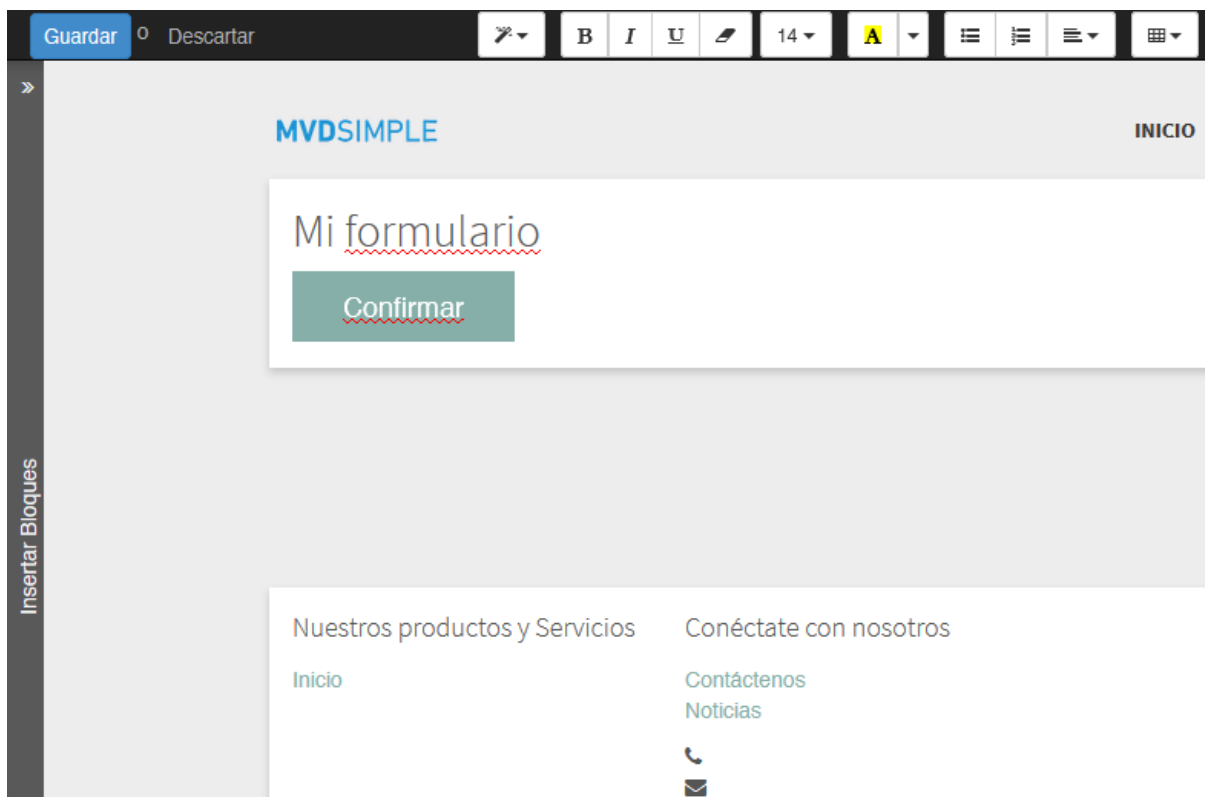 Guardar o Descartar
B I U 14 A
»
MVDSIMPLE
INICIO
Mi formulario
Confirmar
Insertar Bloques
Nuestros productos y Servicios
Inicio
Conéctate con nosotros
Contáctenos
Noticias